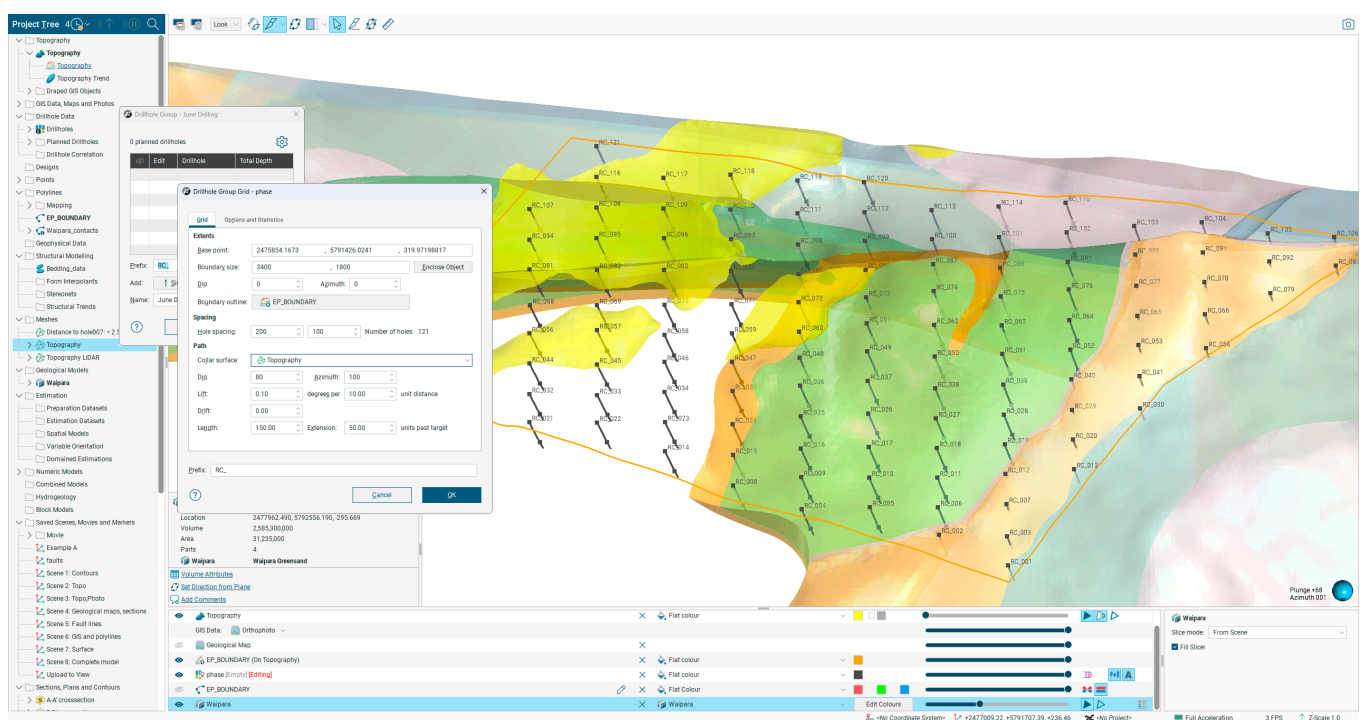 Project Tree 4 0 0
Look
Topography
Topography
Topography
Topography Trend
Draped GIS Objects
GIS Data, Maps and Photos
Drillhole Data
Drillholes
Planned Drillholes
Drillhole Correlation
Designs
Points
Polylines
Mapping
EP_BOUNDARY
Waipara_contacts
Geophysical Data
Structural Modelling
Bedding_data
Form Interpolants
Stereonets
Structural Trends
Meshes
Distance to hole007: = 2.5
Topography
Topography LiDAR
Geological Models
Waipara
Estimation
Preparation Datasets
Estimation Datasets
Spatial Models
Variable Orientation
Domained Estimations
Numeric Models
Combined Models
Hydrogeology
Block Models
Saved Scenes, Movies and Markers
Movie
Example A
faults
Scene 1: Contours
Scene 2: Topo
Scene 3: Topo,Photo
Scene 4: Geological maps, sections
Scene 5: Fault lines
Scene 6: GIS and polylines
Scene 7: Surface
Scene 8: Complete model
Upload to View
Sections, Plans and Contours
A-A' crosssection
Drillhole Group - June Drilling
0 planned drillholes
Edit Drillhole Total Depth
Prefix: RC_
Add:
Name: June D
Drillhole Group Grid - phase
Grid Options and Statistics
Extents
Base point: 2475854.1673 , 5791426.0241 , 319.97198817
Boundary size: 3400 , 1800 Enclose Object
Dip: 0 Azimuth: 0
Boundary outline: EP_BOUNDARY
Spacing
Hole spacing: 200 100 Number of holes: 121
Path
Collar surface: Topography
Dip: 80 Azimuth: 100
Lift: 0.10 degrees per 10.00 unit distance
Drift: 0.00
Length: 150.00 Extension: 50.00 units past target
Prefix: RC_
Cancel OK
Location 2477962.490, 5792556.190, -295.669
Volume 2,585,300,000
Area 31,235,000
Parts 4
Waipara Waipara Greensand
Volume Attributes
Set Direction from Plane
Add Comments
RC_121
RC_116 RC_117 RC_118 RC_119 RC_120
RC_107 RC_108 RC_109 RC_110 RC_111 RC_112 RC_113 RC_114 RC_115
RC_094 RC_095 RC_096 RC_097 RC_098 RC_099 RC_100 RC_101 RC_102 RC_103 RC_104 RC_105 RC_106
RC_081 RC_082 RC_083 RC_087 RC_088 RC_090 RC_091 RC_092 RC_093
RC_068 RC_069 RC_071 RC_072 RC_073 RC_074 RC_075 RC_076 RC_078 RC_079
RC_056 RC_057 RC_058 RC_059 RC_060 RC_061 RC_062 RC_063 RC_064 RC_065 RC_066
RC_044 RC_045 RC_046 RC_047 RC_048 RC_049 RC_050 RC_051 RC_052 RC_053 RC_054
RC_032 RC_033 RC_034 RC_035 RC_036 RC_037 RC_038 RC_039 RC_040 RC_041
RC_021 RC_022 RC_023 RC_024 RC_025 RC_026 RC_027 RC_028 RC_029 RC_030
RC_014 RC_015 RC_016 RC_017 RC_018 RC_019 RC_020
RC_008 RC_009 RC_010 RC_011 RC_012 RC_013
RC_004 RC_005 RC_006 RC_007
RC_002 RC_003
RC_001
Plunge +68
Azimuth 001
Topography Flat colour
GIS Data: Orthophoto
Geological Map
EP_BOUNDARY (On Topography) Flat colour
phase [Empty] [Editing] Flat colour
EP_BOUNDARY Flat Colour
Waipara Waipara Edit Colours
Waipara
Slice mode: From Scene
Fill Slicer
<No Coordinate System> +2477009.22, +5791707.39, +236.46 <No Project> Full Acceleration 3 FPS Z-Scale 1.0